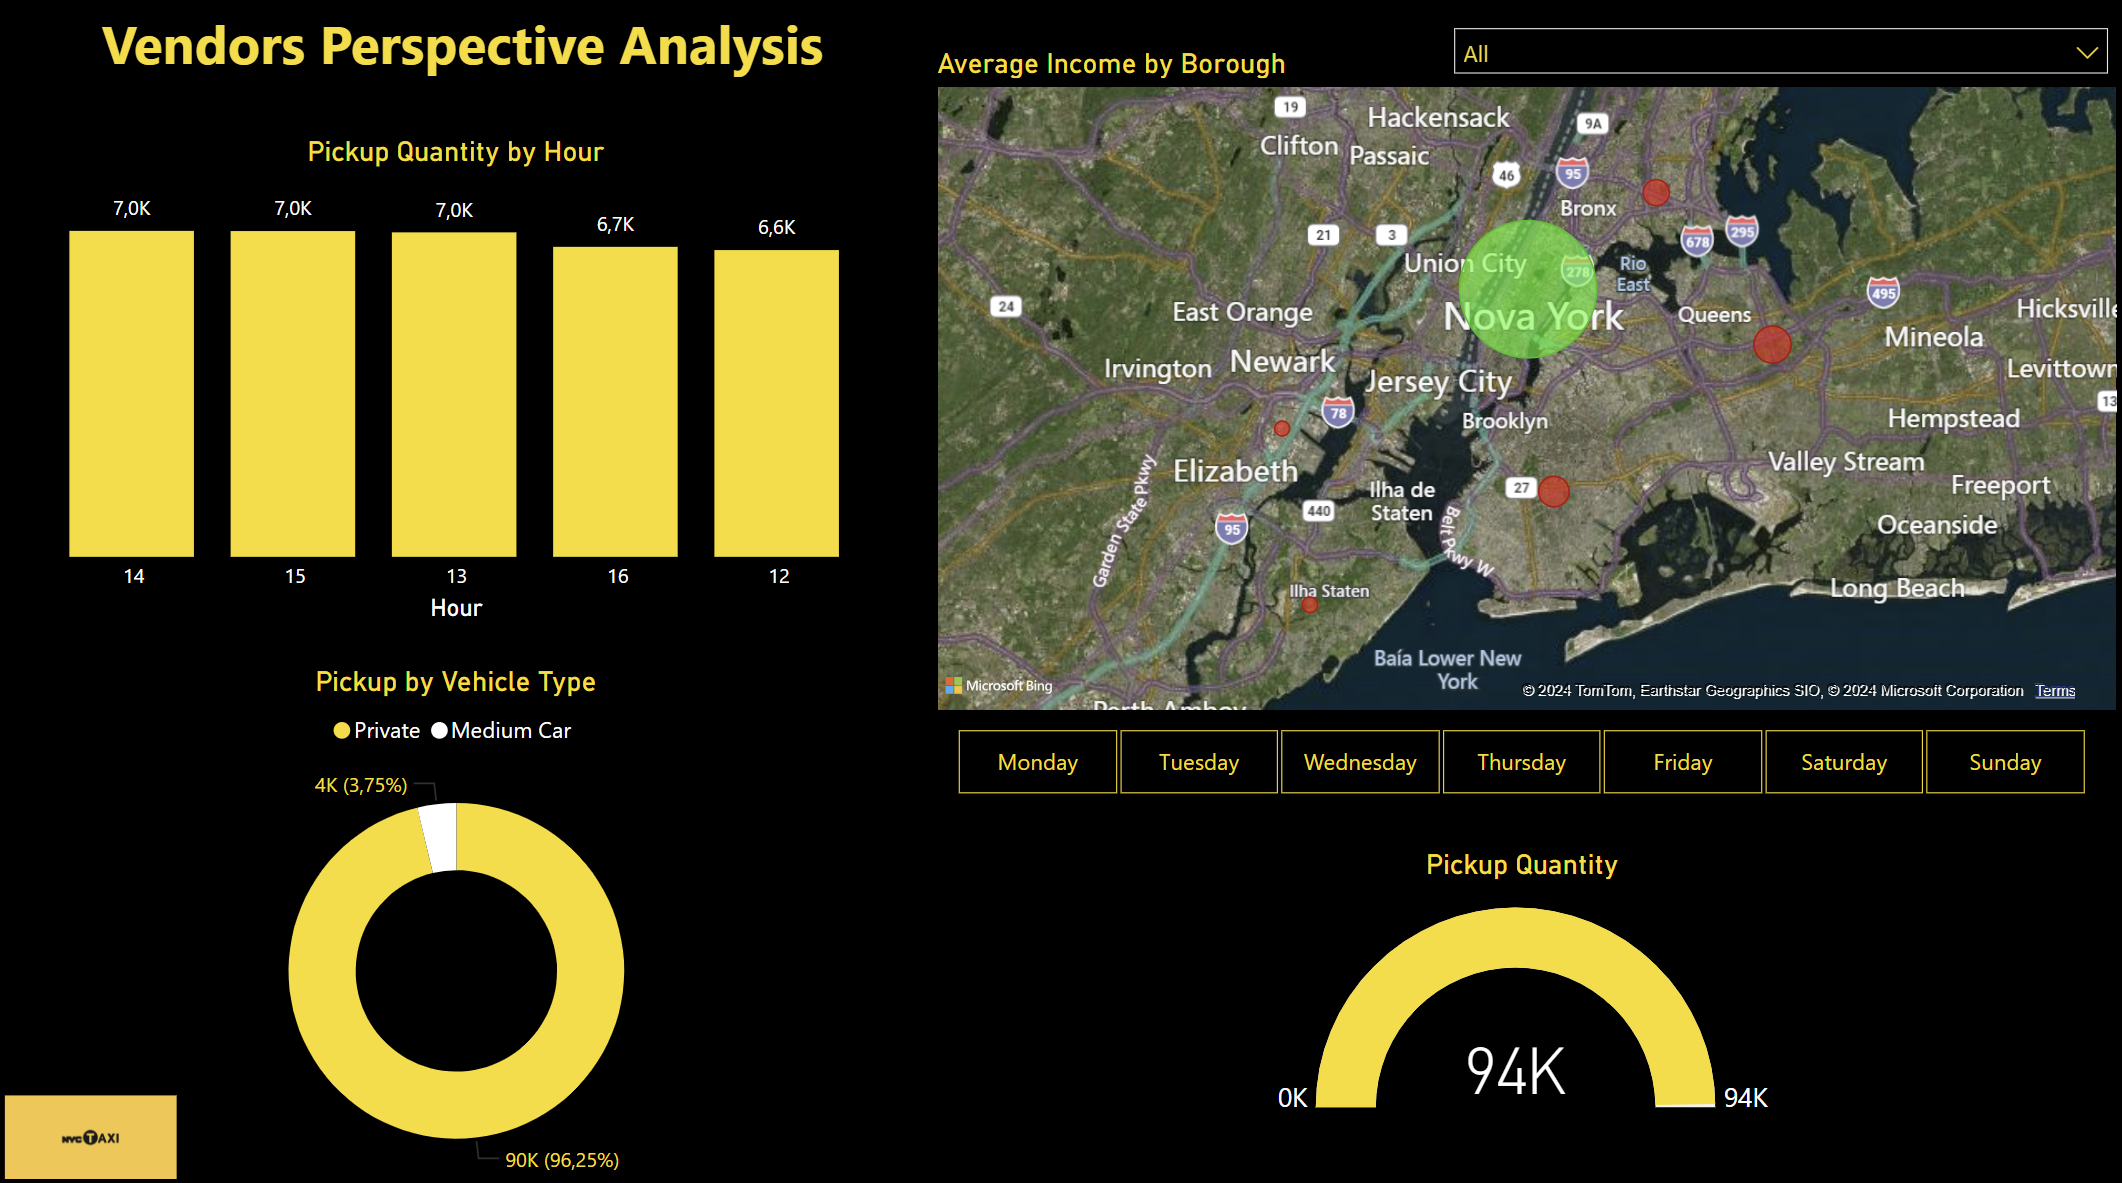 Vendors Perspective Analysis
Pickup Quantity by Hour
7,0K
7,0K
7,0K
6,7K
6,6K
14
15
13
16
12
Hour
Pickup by Vehicle Type
Private
Medium Car
4K (3,75%)
90K (96,25%)
NYC TAXI
Average Income by Borough
All
19
Hackensack
9A
Clifton
Passaic
46
95
Bronx
21
3
678
295
Union City
278
Rio
East
24
495
East Orange
Nova York
Queens
Hicksville
Mineola
Irvington
Newark
Jersey City
Levittown
78
13
Brooklyn
Hempstead
Elizabeth
Valley Stream
Garden State Pkwy
Ilha de
Staten
27
Freeport
440
95
Belt Pkwy W
Oceanside
Ilha Staten
Long Beach
Baía Lower New
York
Microsoft Bing
© 2024 TomTom, Earthstar Geographics SIO, © 2024 Microsoft Corporation Terms
Perth Amboy
Monday
Tuesday
Wednesday
Thursday
Friday
Saturday
Sunday
Pickup Quantity
94K
0K
94K